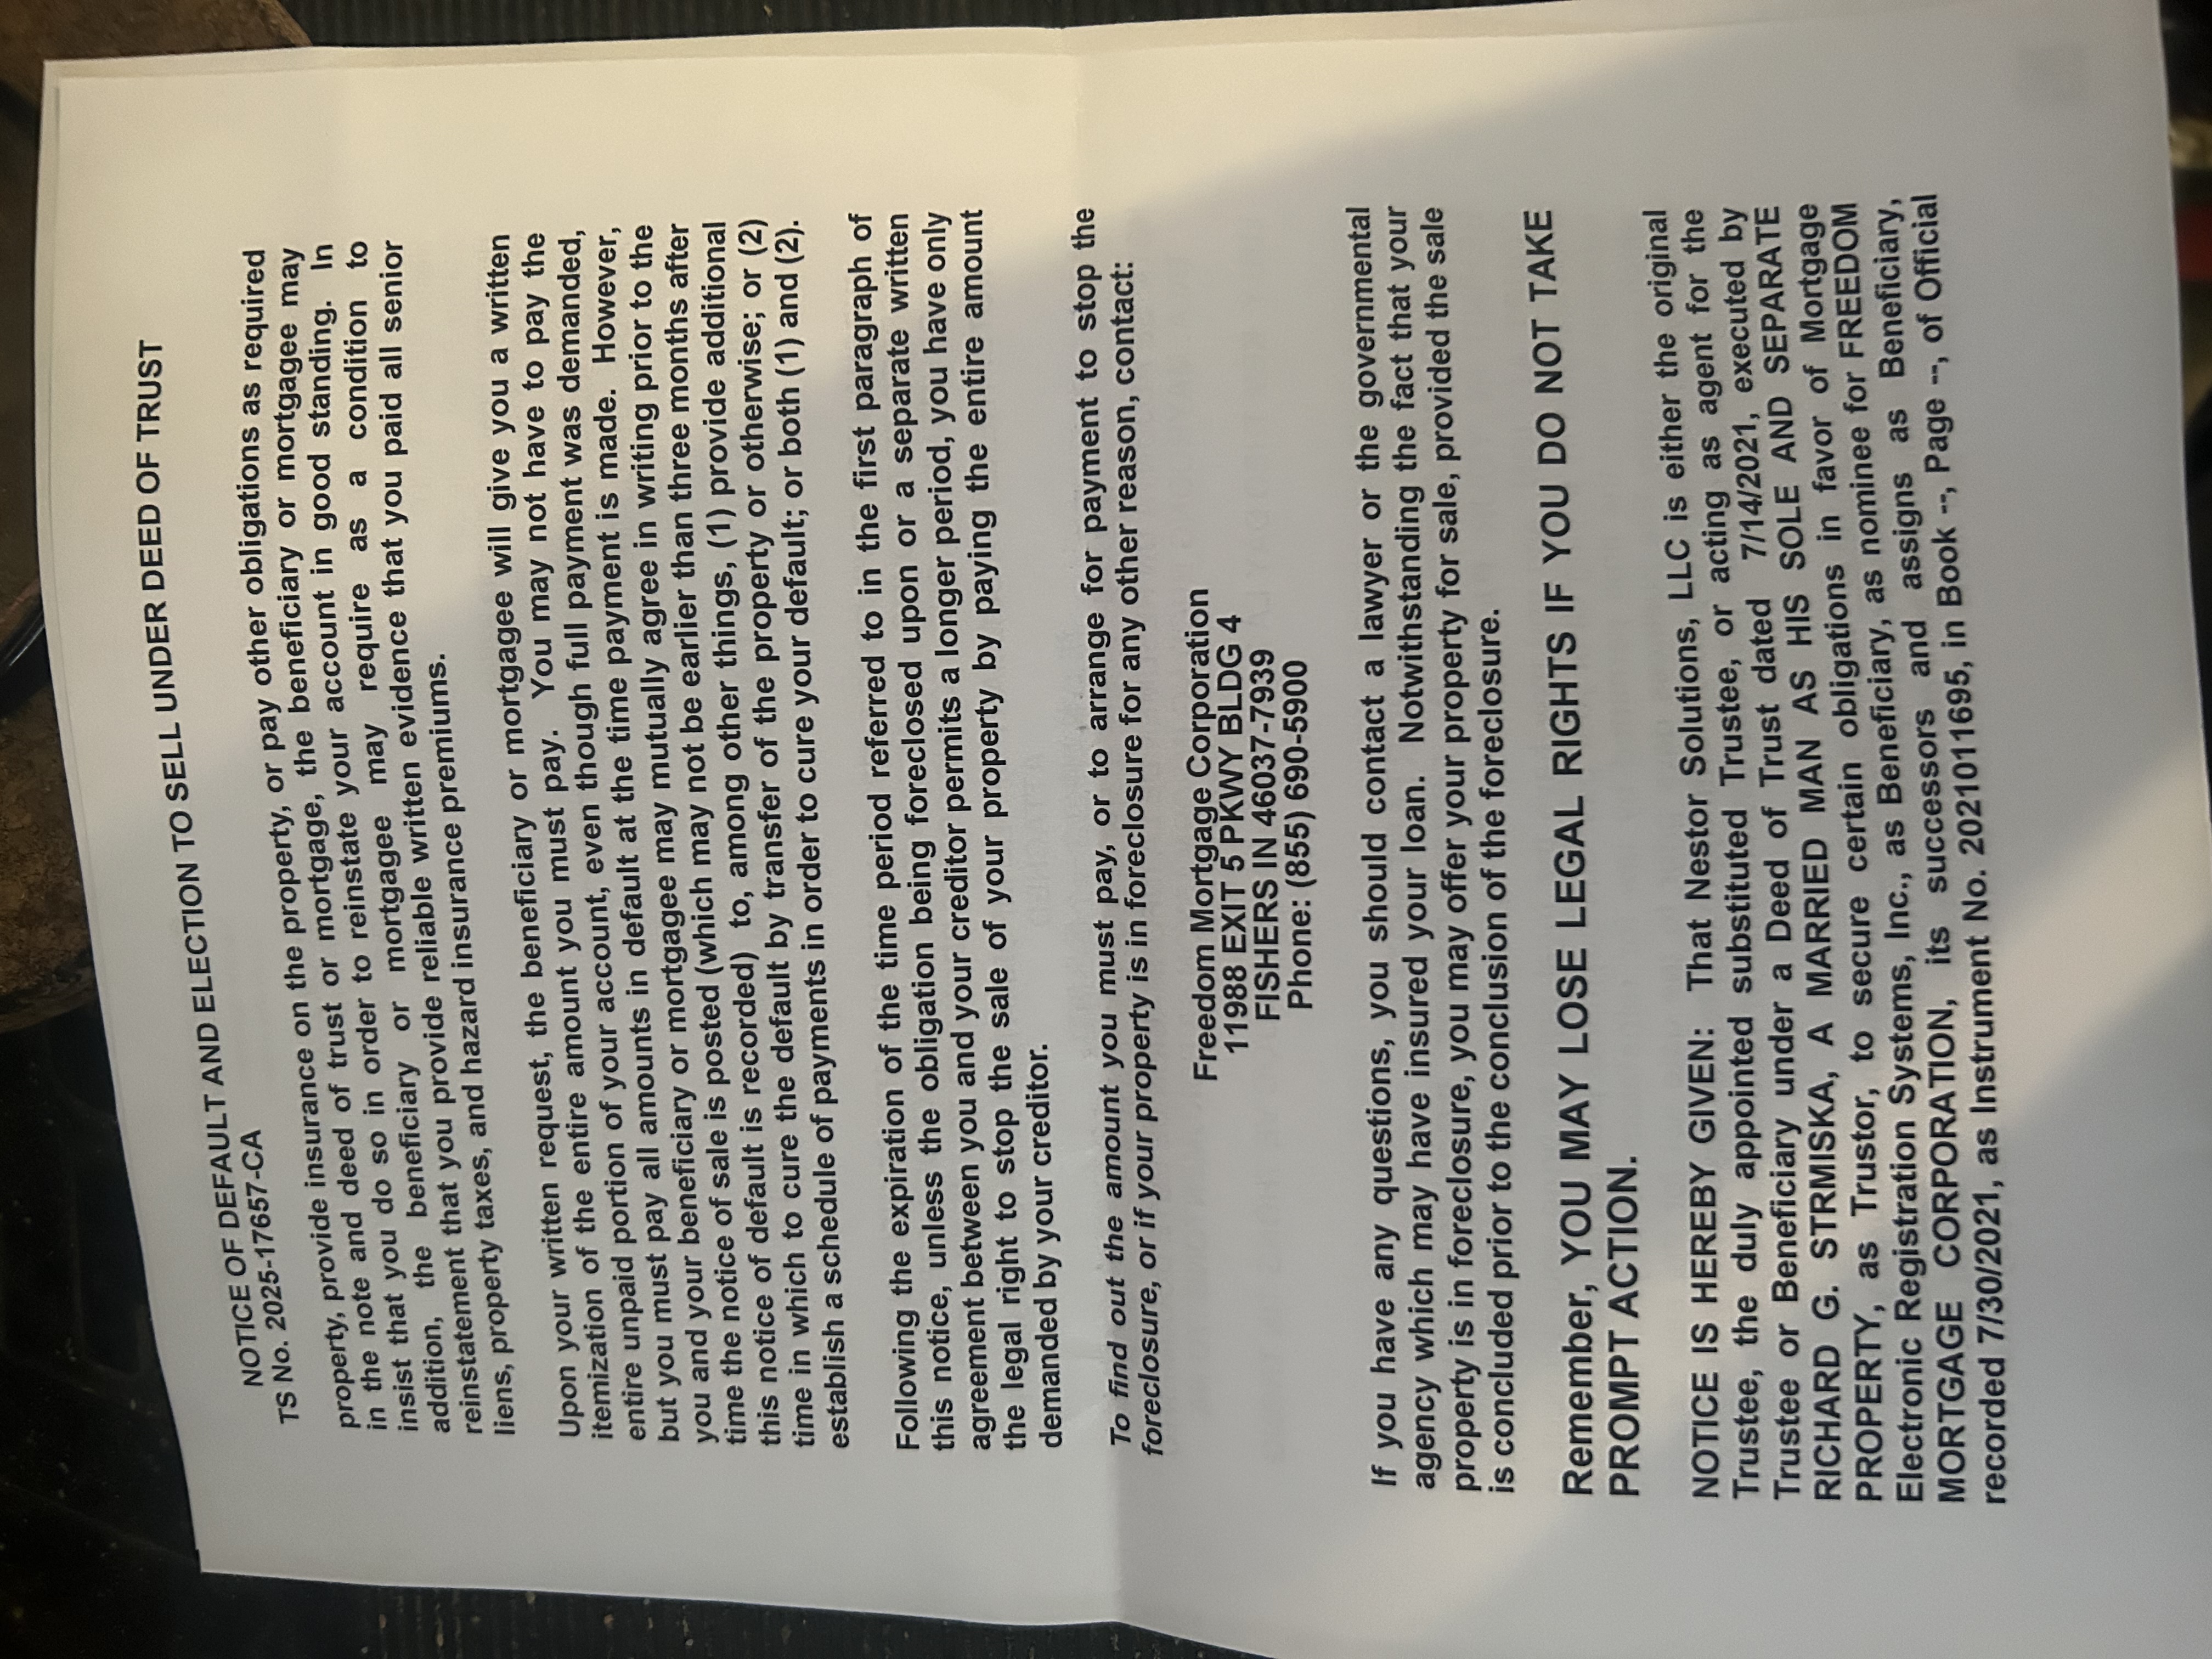 NOTICE OF DEFAULT AND ELECTION TO SELL UNDER DEED OF TRUST
TS No. 2025-17657-CA
property, provide insurance on the property, or pay other obligations as required
in the note and deed of trust or mortgage, the beneficiary or mortgagee may
insist that you do so in order to reinstate your account in good standing. In
addition, the beneficiary or mortgagee may require as a condition to
reinstatement that you provide reliable written evidence that you paid all senior
liens, property taxes, and hazard insurance premiums.
Upon your written request, the beneficiary or mortgagee will give you a written
itemization of the entire amount you must pay. You may not have to pay the
entire unpaid portion of your account, even though full payment was demanded,
but you must pay all amounts in default at the time payment is made. However,
you and your beneficiary or mortgagee may mutually agree in writing prior to the
time the notice of sale is posted (which may not be earlier than three months after
this notice of default is recorded) to, among other things, (1) provide additional
time in which to cure the default by transfer of the property or otherwise; or (2)
establish a schedule of payments in order to cure your default; or both (1) and (2).
Following the expiration of the time period referred to in the first paragraph of
this notice, unless the obligation being foreclosed upon or a separate written
agreement between you and your creditor permits a longer period, you have only
the legal right to stop the sale of your property by paying the entire amount
demanded by your creditor.
To find out the amount you must pay, or to arrange for payment to stop the
foreclosure, or if your property is in foreclosure for any other reason, contact:
Freedom Mortgage Corporation
11988 EXIT 5 PKWY BLDG 4
FISHERS IN 46037-7939
Phone: (855) 690-5900
If you have any questions, you should contact a lawyer or the governmental
agency which may have insured your loan. Notwithstanding the fact that your
property is in foreclosure, you may offer your property for sale, provided the sale
is concluded prior to the conclusion of the foreclosure.
Remember, YOU MAY LOSE LEGAL RIGHTS IF YOU DO NOT TAKE
PROMPT ACTION.
NOTICE IS HEREBY GIVEN: That Nestor Solutions, LLC is either the original
Trustee, the duly appointed substituted Trustee, or acting as agent for the
Trustee or Beneficiary under a Deed of Trust dated 7/14/2021, executed by
RICHARD G. STRMISKA, A MARRIED MAN AS HIS SOLE AND SEPARATE
PROPERTY, as Trustor, to secure certain obligations in favor of Mortgage
Electronic Registration Systems, Inc., as Beneficiary, as nominee for FREEDOM
MORTGAGE CORPORATION, its successors and assigns as Beneficiary,
recorded 7/30/2021, as Instrument No. 2021011695, in Book --, Page --, of Official